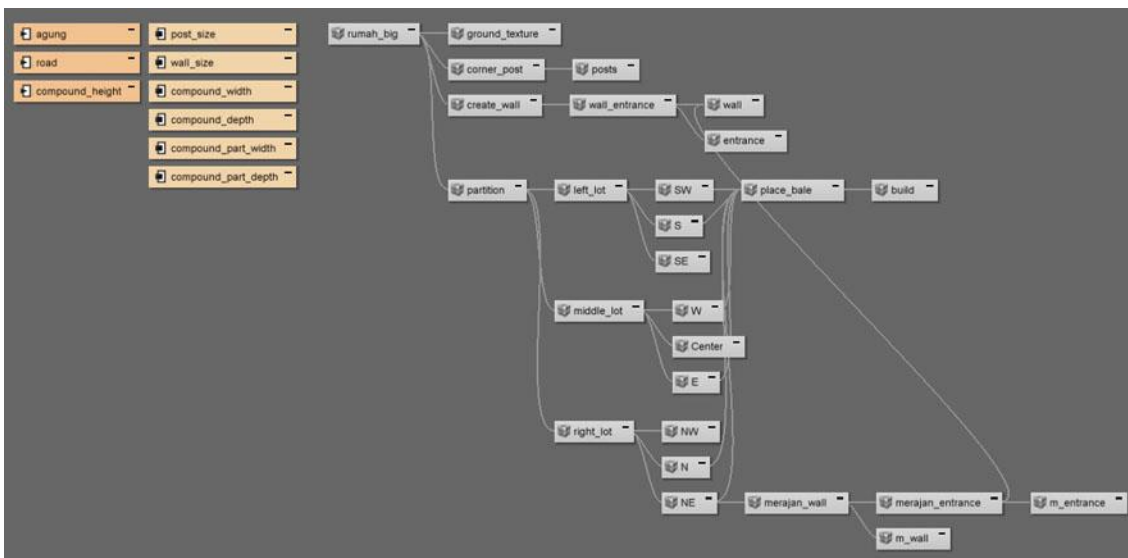 agung
road
compound_height
post_size
wall_size
compound_width
compound_depth
compound_part_width
compound_part_depth
rumah_big
ground_texture
corner_post
posts
create_wall
wall_entrance
wall
entrance
partition
left_lot
SW
place_bale
build
S
SE
middle_lot
W
Center
E
right_lot
NW
N
NE
merajan_wall
merajan_entrance
m_entrance
m_wall